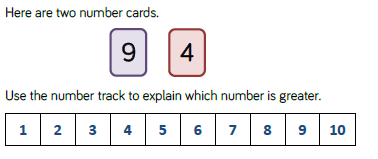 Here are two number cards.
9 4
Use the number track to explain which number is greater.
1 2 3 4 5 6 7 8 9 10